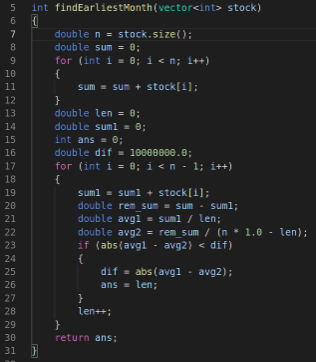 5 int findEarliestMonth(vector<int> stock)
6 {
7 double n = stock.size();
8 double sum = 0;
9 for (int i = 0; i < n; i++)
10 {
11 sum = sum + stock[i];
12 }
13 double len = 0;
14 double sum1 = 0;
15 int ans = 0;
16 double dif = 10000000.0;
17 for (int i = 0; i < n - 1; i++)
18 {
19 sum1 = sum1 + stock[i];
20 double rem_sum = sum - sum1;
21 double avg1 = sum1 / len;
22 double avg2 = rem_sum / (n * 1.0 - len);
23 if (abs(avg1 - avg2) < dif)
24 {
25 dif = abs(avg1 - avg2);
26 ans = len;
27 }
28 len++;
29 }
30 return ans;
31 }